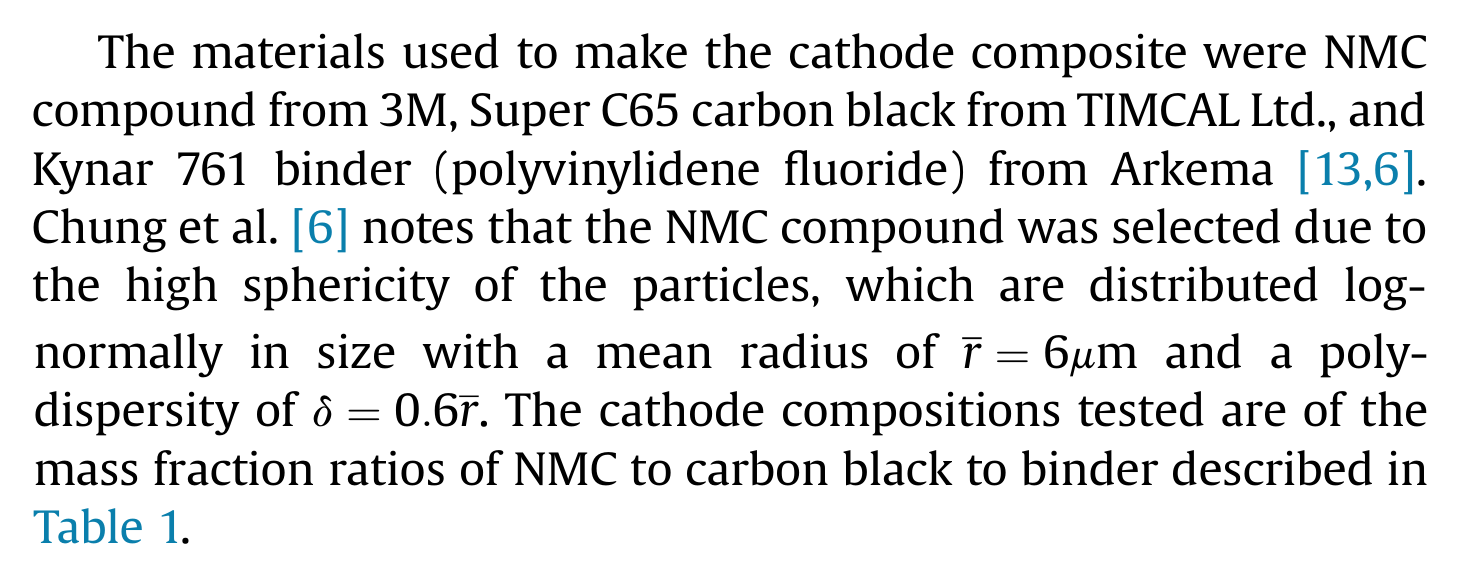 The materials used to make the cathode composite were NMC
compound from 3M, Super C65 carbon black from TIMCAL Ltd., and
Kynar 761 binder (polyvinylidene fluoride) from Arkema [13,6].
Chung et al. [6] notes that the NMC compound was selected due to
the high sphericity of the particles, which are distributed log-
normally in size with a mean radius of r̅ = 6μm and a poly-
dispersity of δ = 0.6r̅. The cathode compositions tested are of the
mass fraction ratios of NMC to carbon black to binder described in
Table 1.